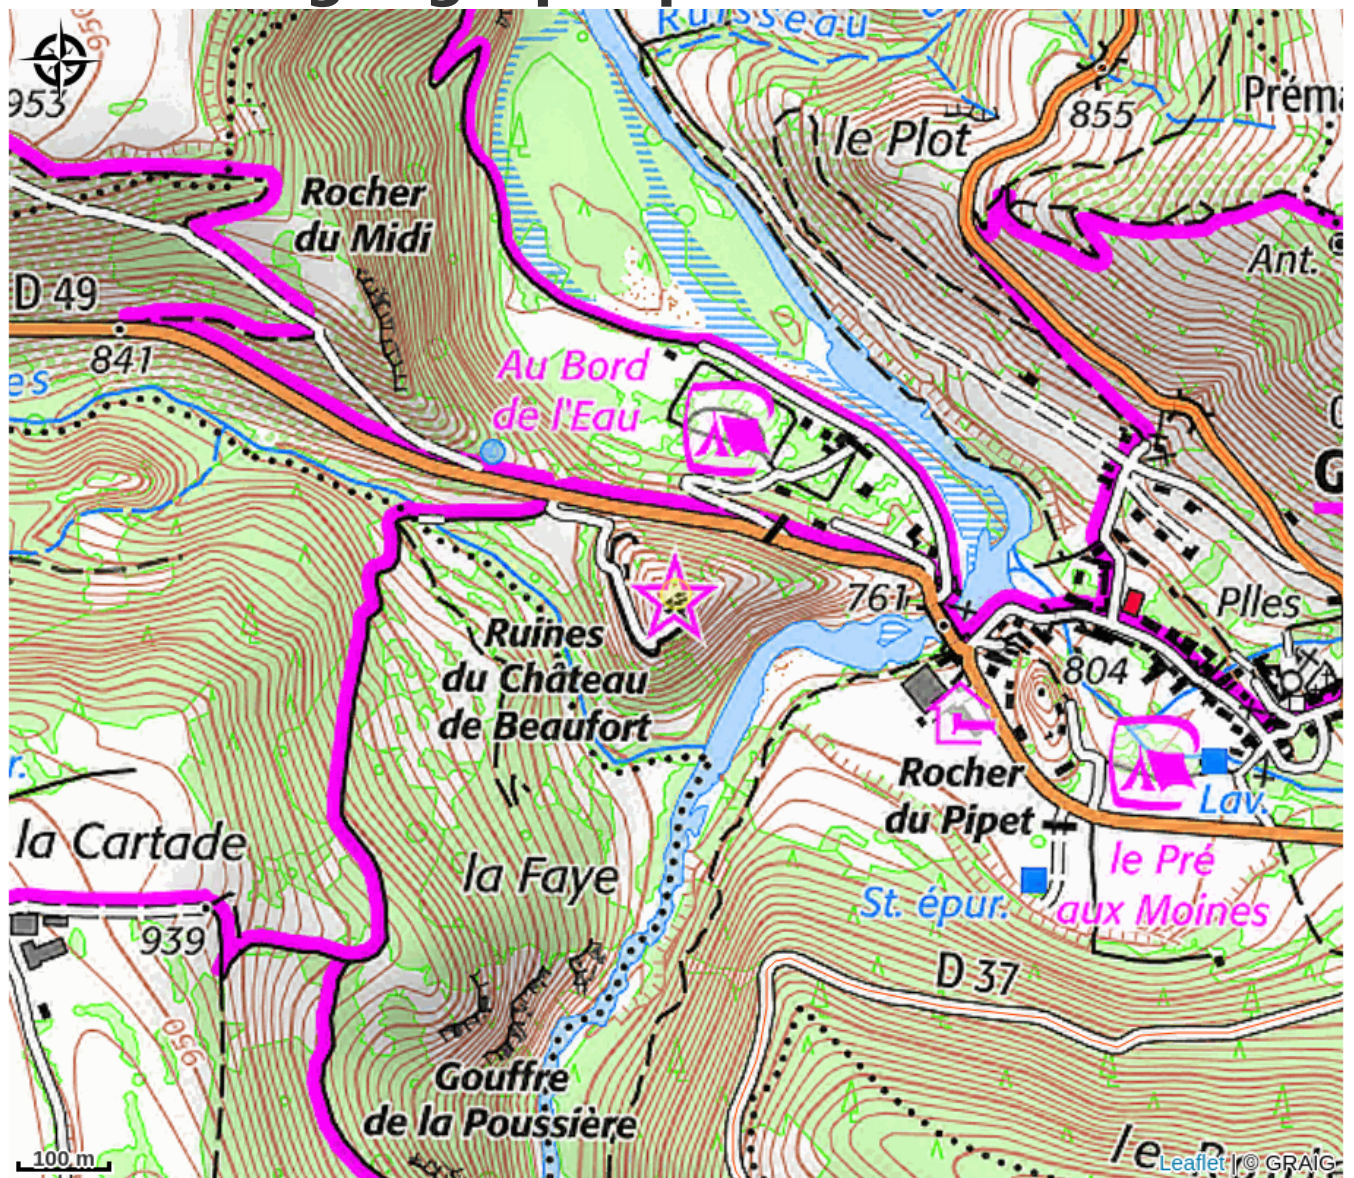 Ruisseau
953
956
855
le Plot
Rocher
du Midi
Ant.
D 49
841
es
Au Bord
de l'Eau
G
761
Plles
Ruines
du Château
de Beaufort
804
Rocher
du Pipet
Lav.
r.
la Cartade
la Faye
le Pré
aux Moines
St. épur.
939
D 37
950
Gouffre
de la Poussière
100 m
Leaflet | © GRAIG